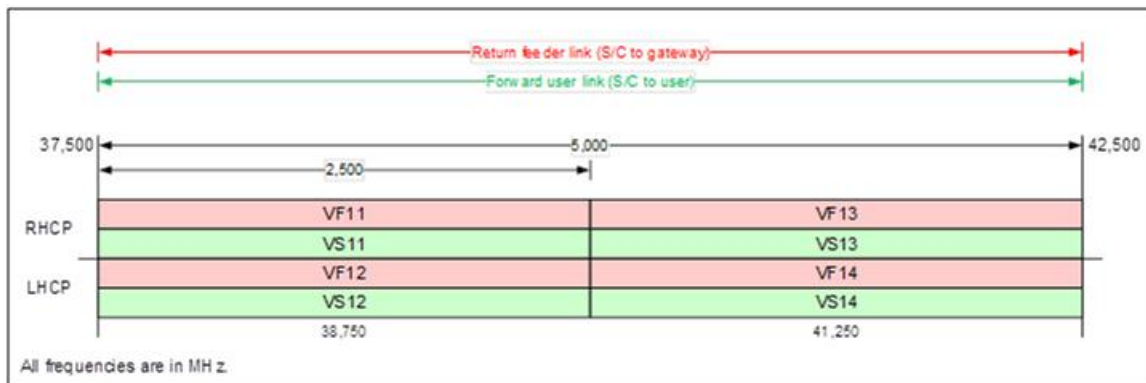 Return feeder link (S/C to gateway)
Forward user link (S/C to user)
37,500 5,000 42,500
2,500
VF11 VF13
RHCP
VS11 VS13
VF12 VF14
LHCP
VS12 VS14
38,750 41,250
All frequencies are in MHz.